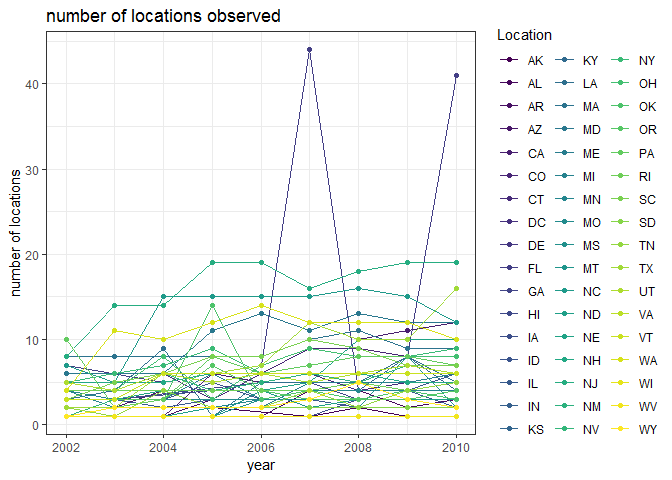 number of locations observed
number of locations
40
30
20
10
0
2002 2004 2006 2008 2010
year
Location
AK KY NY
AL LA OH
AR MA OK
AZ MD OR
CA ME PA
CO MI RI
CT MN SC
DC MO SD
DE MS TN
FL MT TX
GA NC UT
HI ND VA
IA NE VT
ID NH WA
IL NJ WI
IN NM WV
KS NV WY